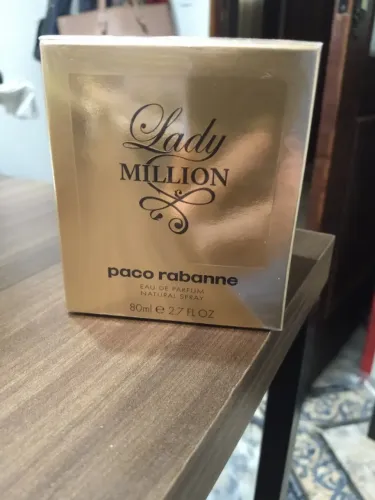 Lady
MILLION
paco rabanne
EAU DE PARFUM
NATURAL SPRAY
80ml ℮ 2.7 FL OZ